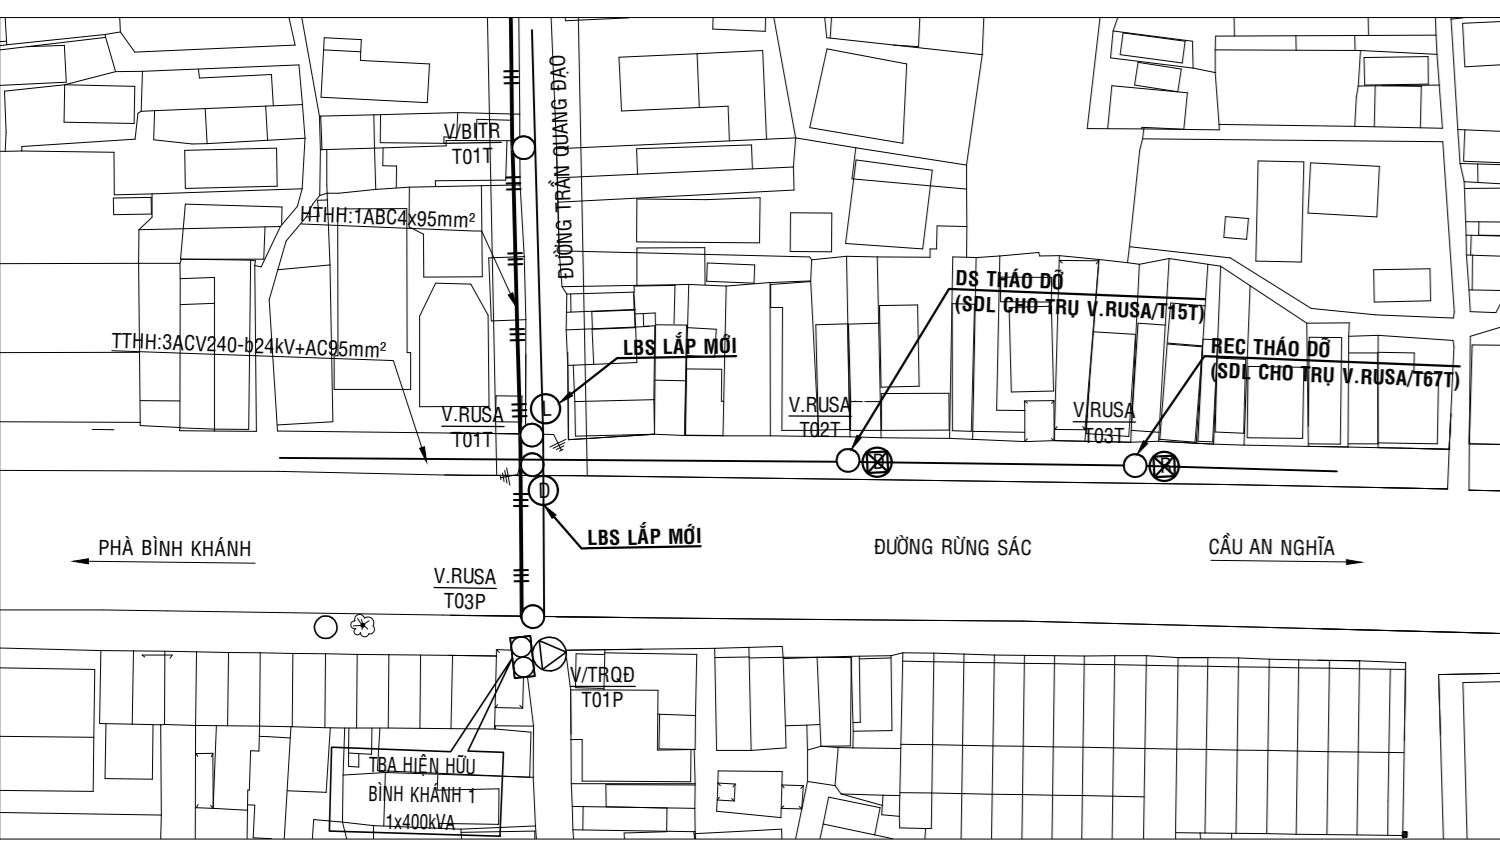 V/BITR
T01T
ĐƯỜNG TRẦN QUANG ĐẠO
HTHH:1ABC4x95mm²
TTHH:3ACV240-b24kV+AC95mm²
DS THÁO DỠ
(SDL CHO TRỤ V.RUSA/T15T)
LBS LẮP MỚI
REC THÁO DỠ
(SDL CHO TRỤ V.RUSA/T67T)
L
V.RUSA
T01T
V.RUSA
T02T
V.RUSA
T03T
D
R
D
LBS LẮP MỚI
PHÀ BÌNH KHÁNH
ĐƯỜNG RỪNG SÁC
CẦU AN NGHĨA
V.RUSA
T03P
V/TRQĐ
T01P
TBA HIỆN HỮU
BÌNH KHÁNH 1
1x400kVA